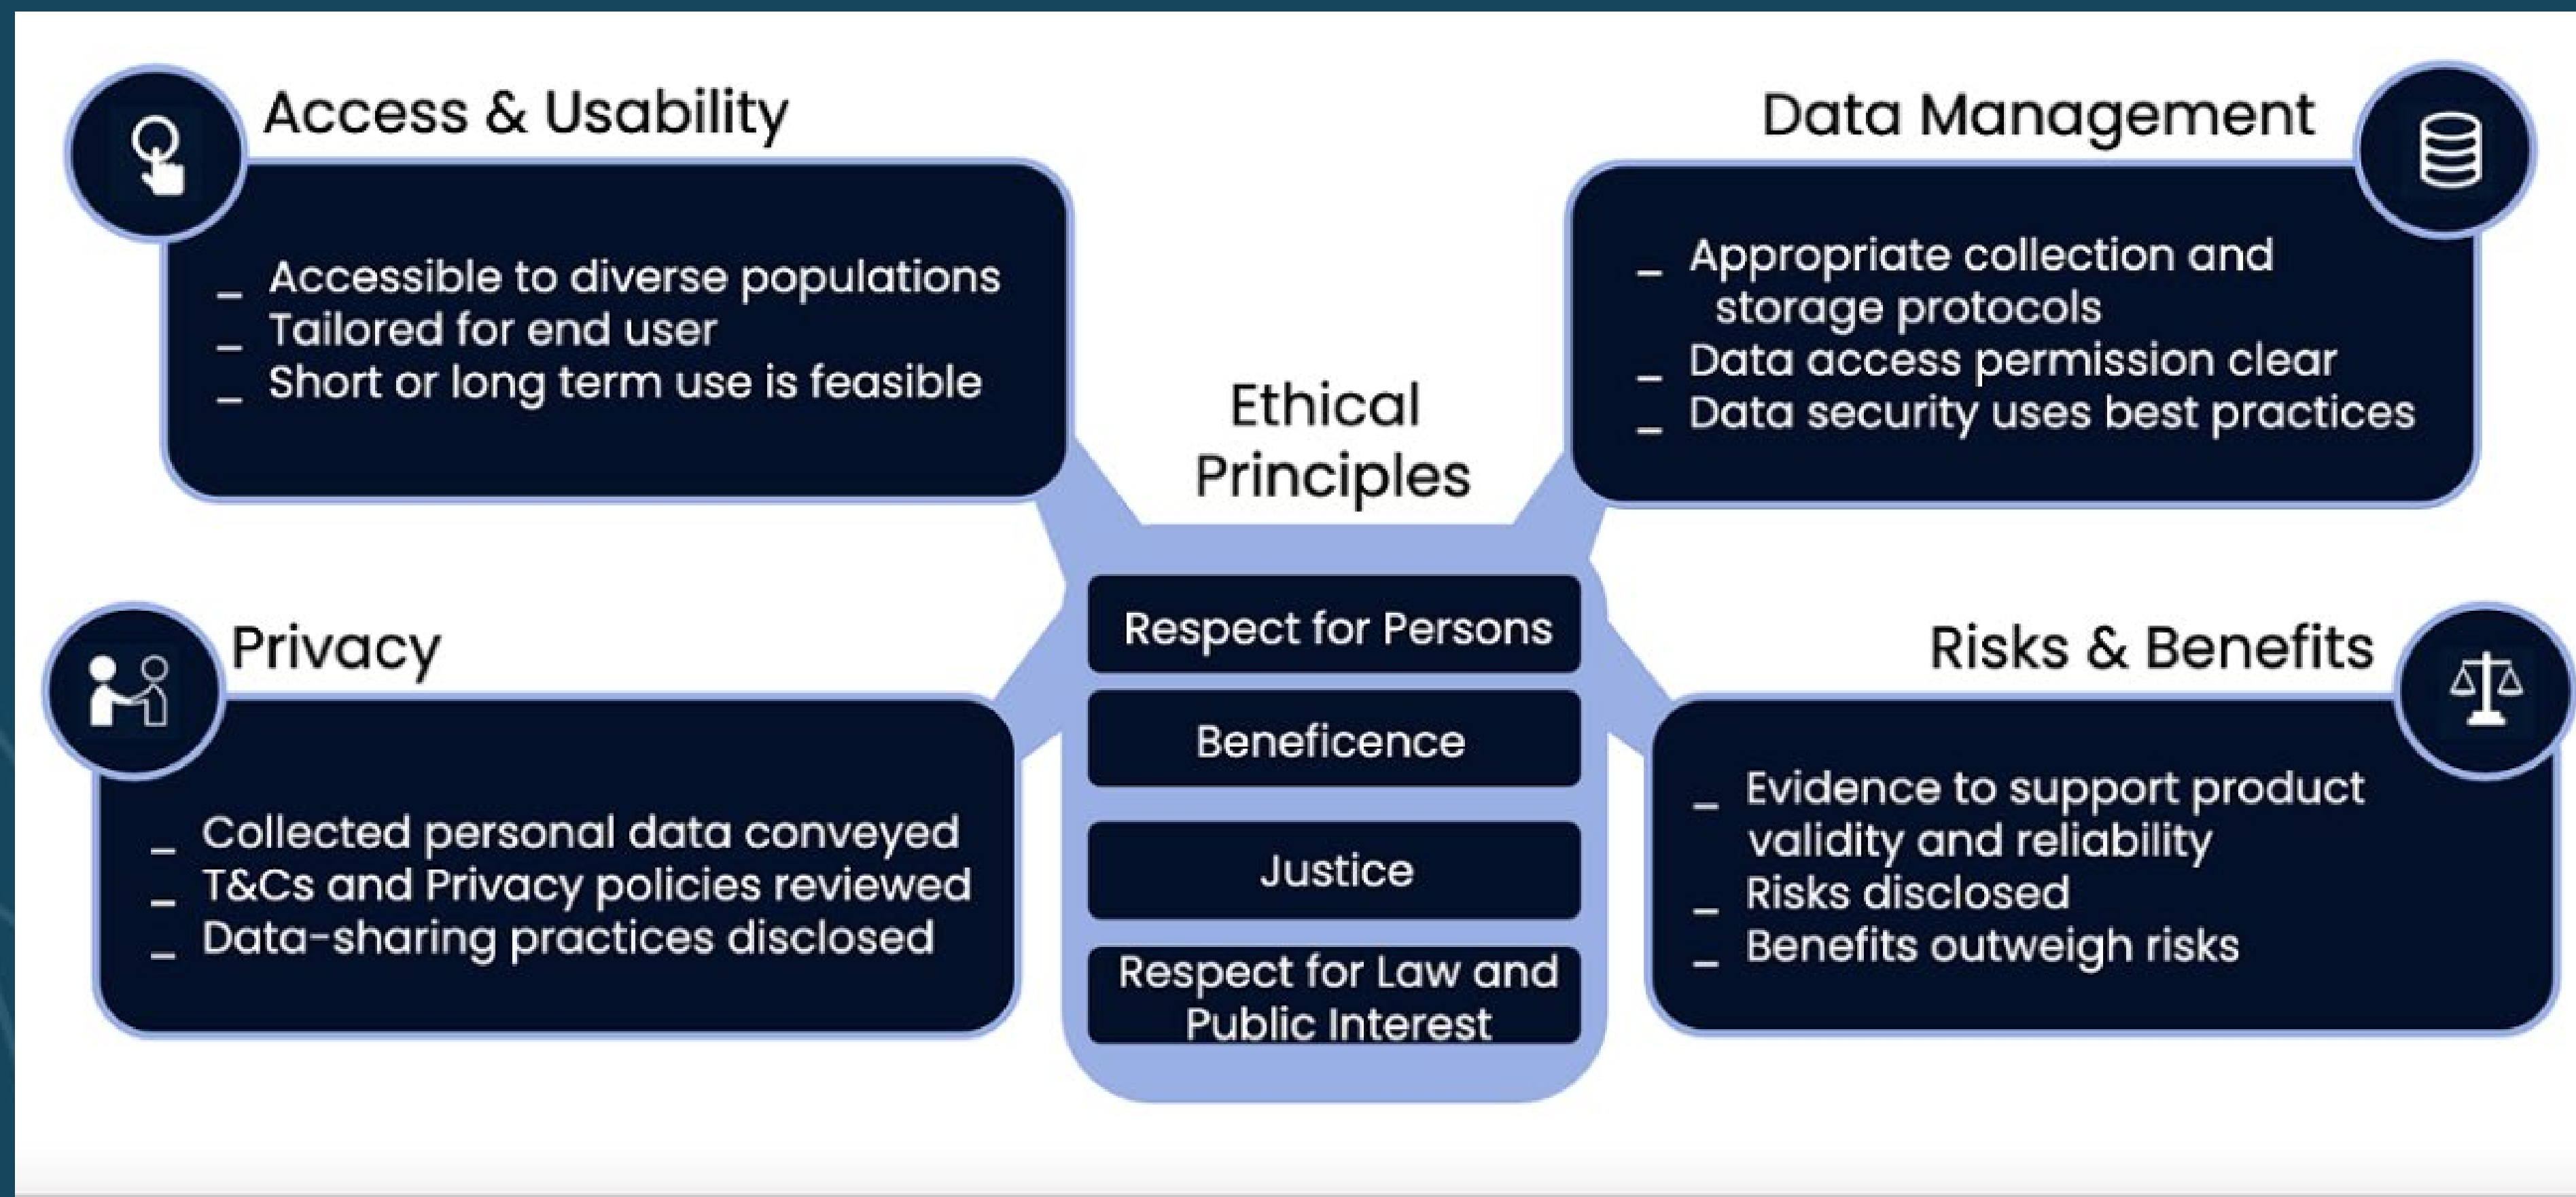 Access & Usability
_ Accessible to diverse populations
_ Tailored for end user
_ Short or long term use is feasible
Data Management
_ Appropriate collection and
storage protocols
_ Data access permission clear
_ Data security uses best practices
Ethical
Principles
Respect for Persons
Beneficence
Justice
Respect for Law and
Public Interest
Privacy
_ Collected personal data conveyed
_ T&Cs and Privacy policies reviewed
_ Data-sharing practices disclosed
Risks & Benefits
_ Evidence to support product
validity and reliability
_ Risks disclosed
_ Benefits outweigh risks